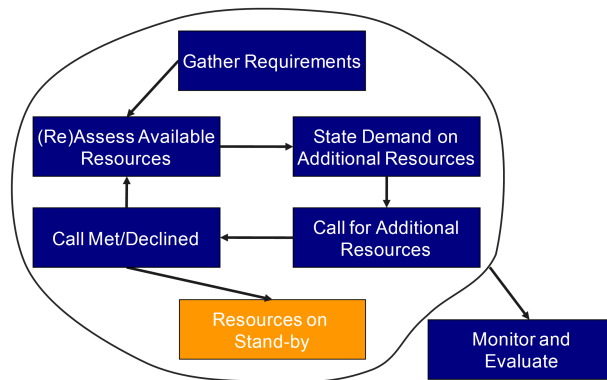 Gather Requirements
(Re)Assess Available
Resources
State Demand on
Additional Resources
Call Met/Declined
Call for Additional
Resources
Resources on
Stand-by
Monitor and
Evaluate